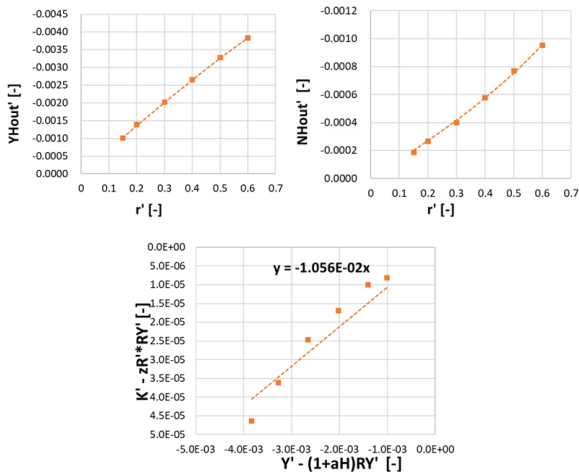 -0.0045
-0.0040
-0.0035
-0.0030
-0.0025
-0.0020
-0.0015
-0.0010
-0.0005
0.0000
YHout' [-]
0 0.1 0.2 0.3 0.4 0.5 0.6 0.7
r' [-]
-0.0012
-0.0010
-0.0008
-0.0006
-0.0004
-0.0002
0.0000
NHout' [-]
0 0.1 0.2 0.3 0.4 0.5 0.6 0.7
r' [-]
0.0E+00
5.0E-06
1.0E-05
1.5E-05
2.0E-05
2.5E-05
3.0E-05
3.5E-05
4.0E-05
4.5E-05
5.0E-05
K' - zR'*RY' [-]
y = -1.056E-02x
-5.0E-03 -4.0E-03 -3.0E-03 -2.0E-03 -1.0E-03 0.0E+00
Y' - (1+aH)RY' [-]